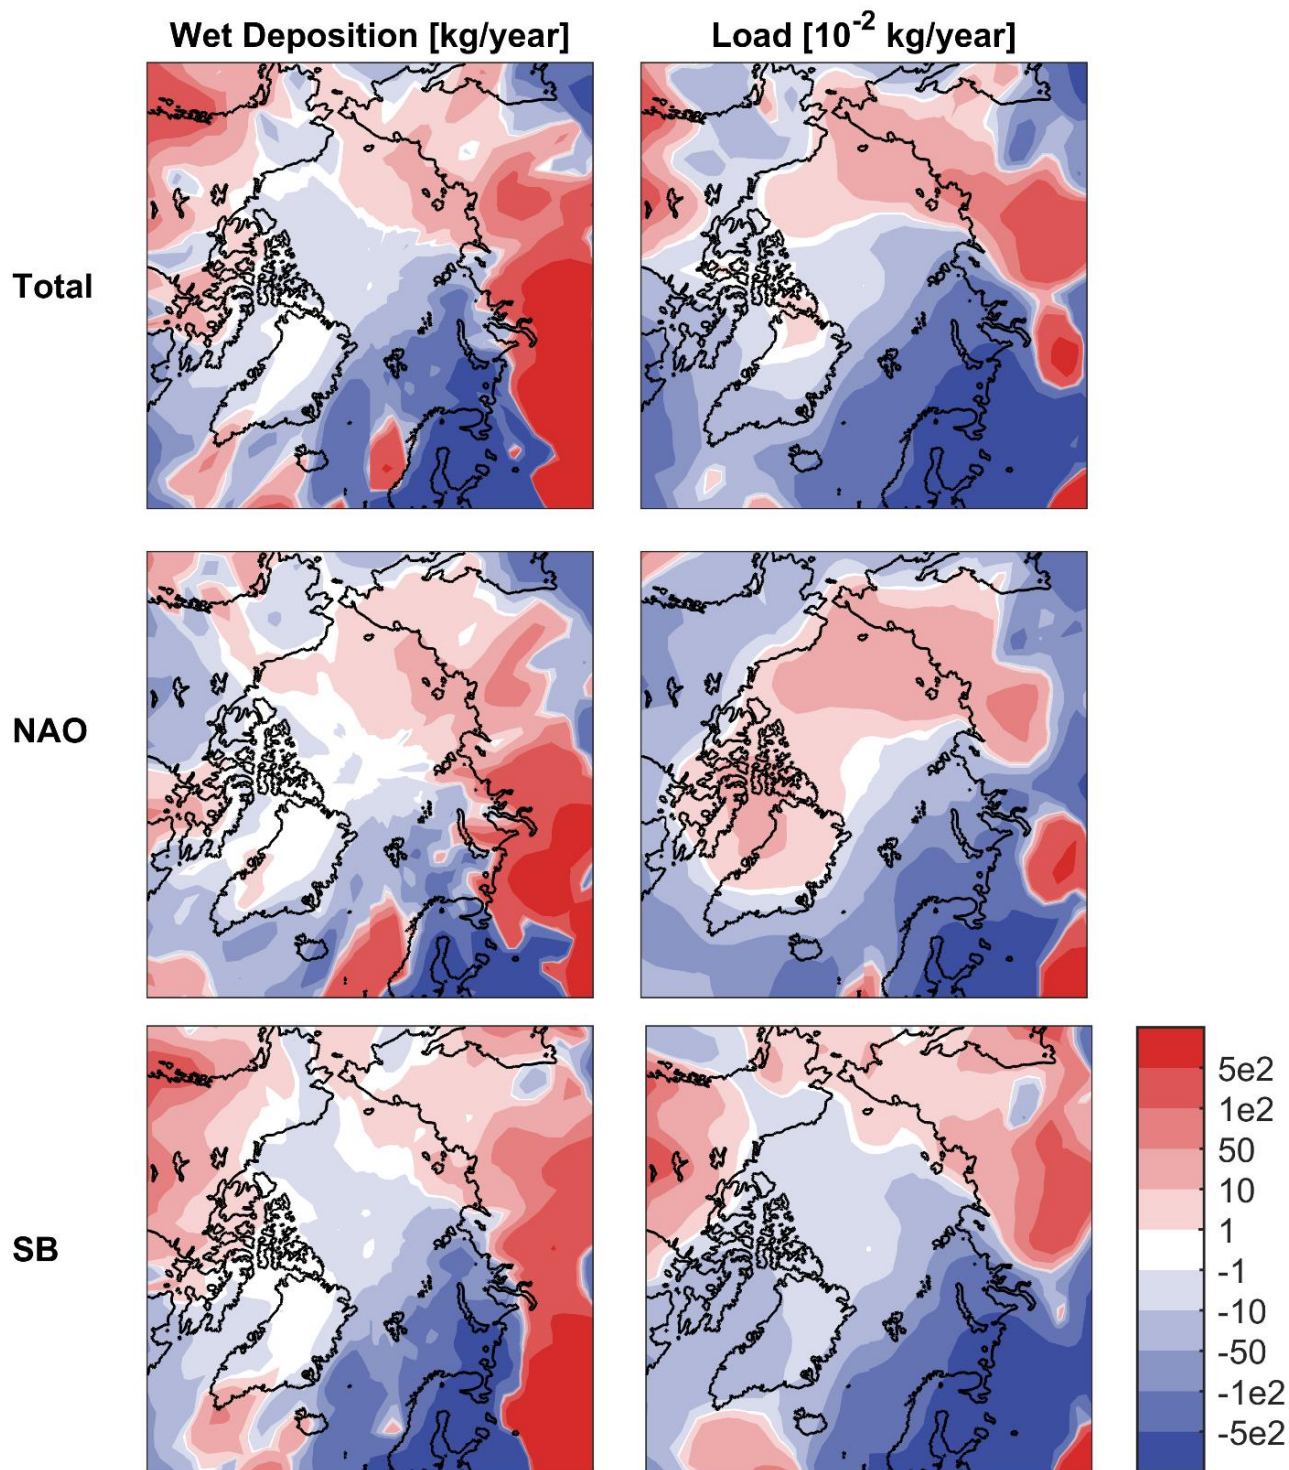 Wet Deposition [kg/year]
Load [10⁻² kg/year]
Total
NAO
SB
5e2
1e2
50
10
1
-1
-10
-50
-1e2
-5e2